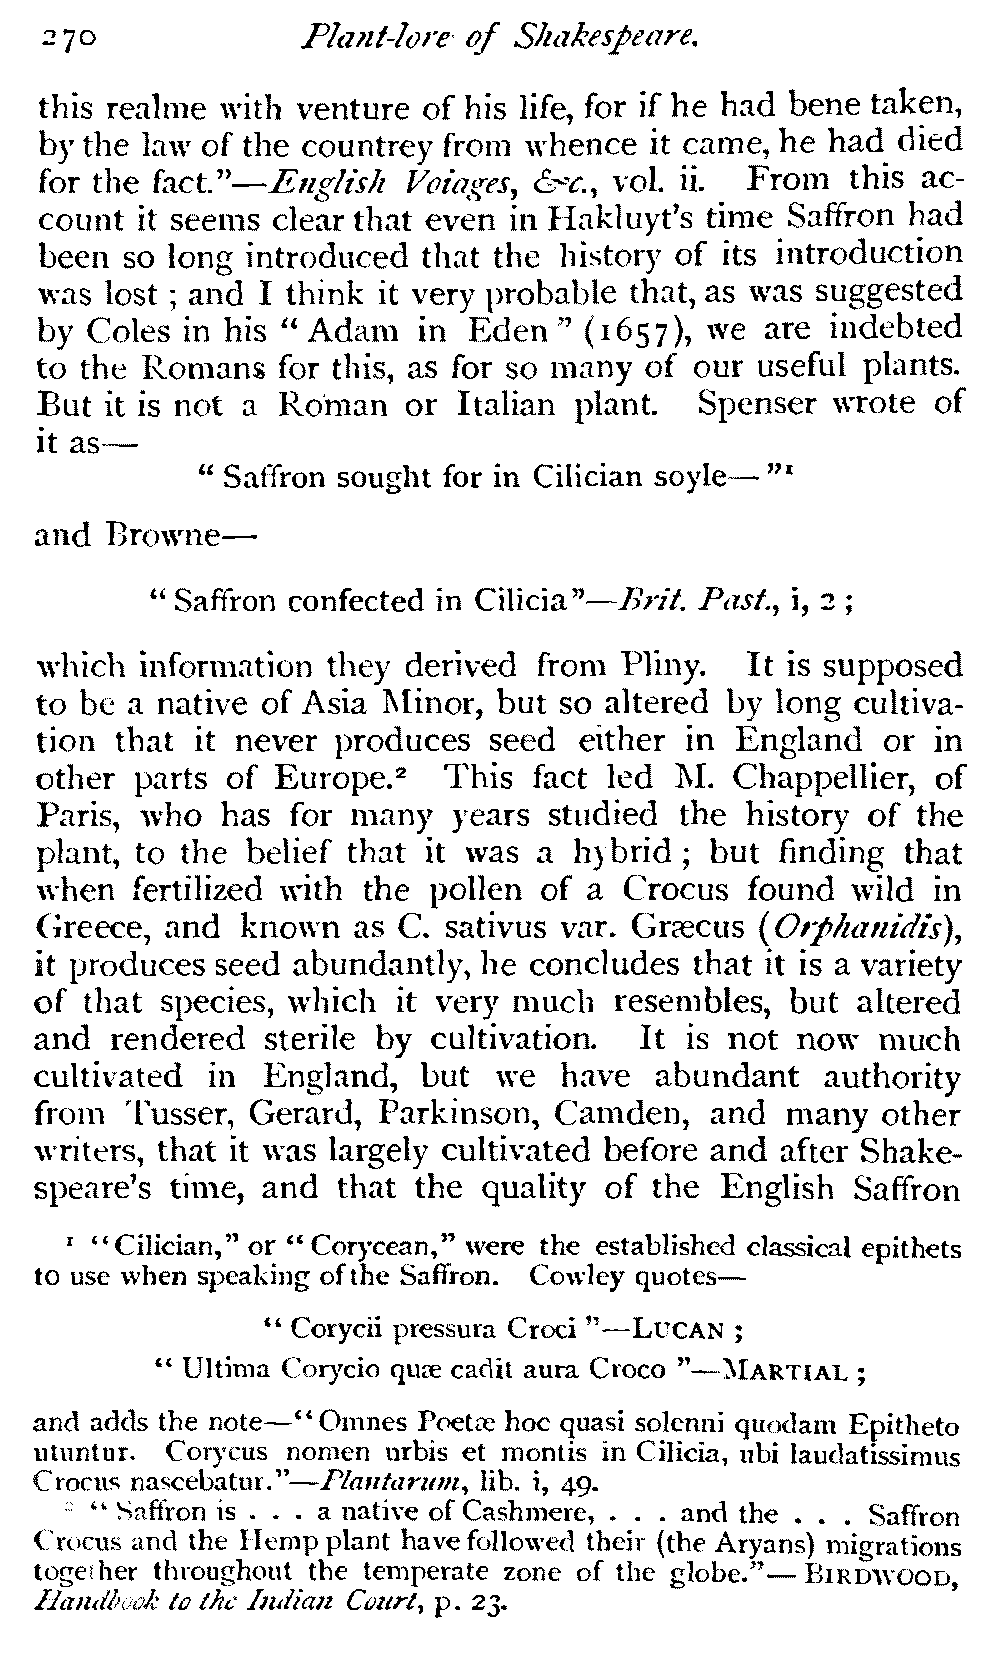 270 Plant-lore of Shakespeare.
this realme with venture of his life, for if he had bene taken,
by the law of the countrey from whence it came, he had died
for the fact."—English Voiages, &c., vol. ii. From this ac-
count it seems clear that even in Hakluyt's time Saffron had
been so long introduced that the history of its introduction
was lost ; and I think it very probable that, as was suggested
by Coles in his " Adam in Eden " (1657), we are indebted
to the Romans for this, as for so many of our useful plants.
But it is not a Roman or Italian plant. Spenser wrote of
it as—
" Saffron sought for in Cilician soyle— "¹
and Browne—
" Saffron confected in Cilicia"—Brit. Past., i, 2 ;
which information they derived from Pliny. It is supposed
to be a native of Asia Minor, but so altered by long cultiva-
tion that it never produces seed either in England or in
other parts of Europe.² This fact led M. Chappellier, of
Paris, who has for many years studied the history of the
plant, to the belief that it was a hybrid ; but finding that
when fertilized with the pollen of a Crocus found wild in
Greece, and known as C. sativus var. Græcus (Orphanidis),
it produces seed abundantly, he concludes that it is a variety
of that species, which it very much resembles, but altered
and rendered sterile by cultivation. It is not now much
cultivated in England, but we have abundant authority
from Tusser, Gerard, Parkinson, Camden, and many other
writers, that it was largely cultivated before and after Shake-
speare's time, and that the quality of the English Saffron
¹ "Cilician," or "Corycean," were the established classical epithets
to use when speaking of the Saffron. Cowley quotes—
" Corycii pressura Croci "—LUCAN ;
" Ultima Corycio quæ cadit aura Croco "—MARTIAL ;
and adds the note—"Omnes Poetæ hoc quasi solenni quodam Epitheto
utuntur. Corycus nomen urbis et montis in Cilicia, ubi laudatissimus
Crocus nascebatur."—Plantarum, lib. i, 49.
² "Saffron is . . . a native of Cashmere, . . . and the . . . Saffron
Crocus and the Hemp plant have followed their (the Aryans) migrations
together throughout the temperate zone of the globe."—BIRDWOOD,
Handbook to the Indian Court, p. 23.